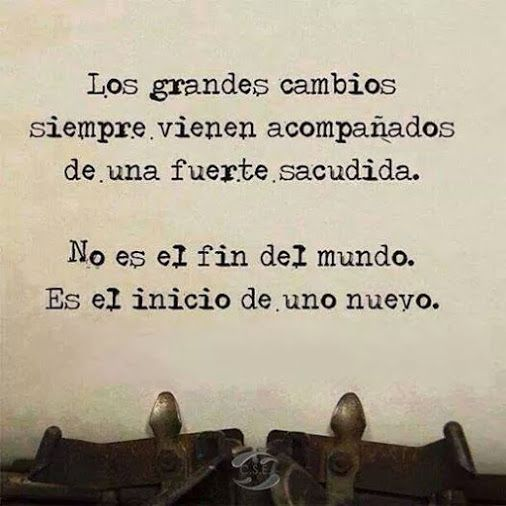 Los grandes cambios
siempre vienen acompañados
de una fuerte sacudida.
No es el fin del mundo.
Es el inicio de uno nuevo.
C.S.E